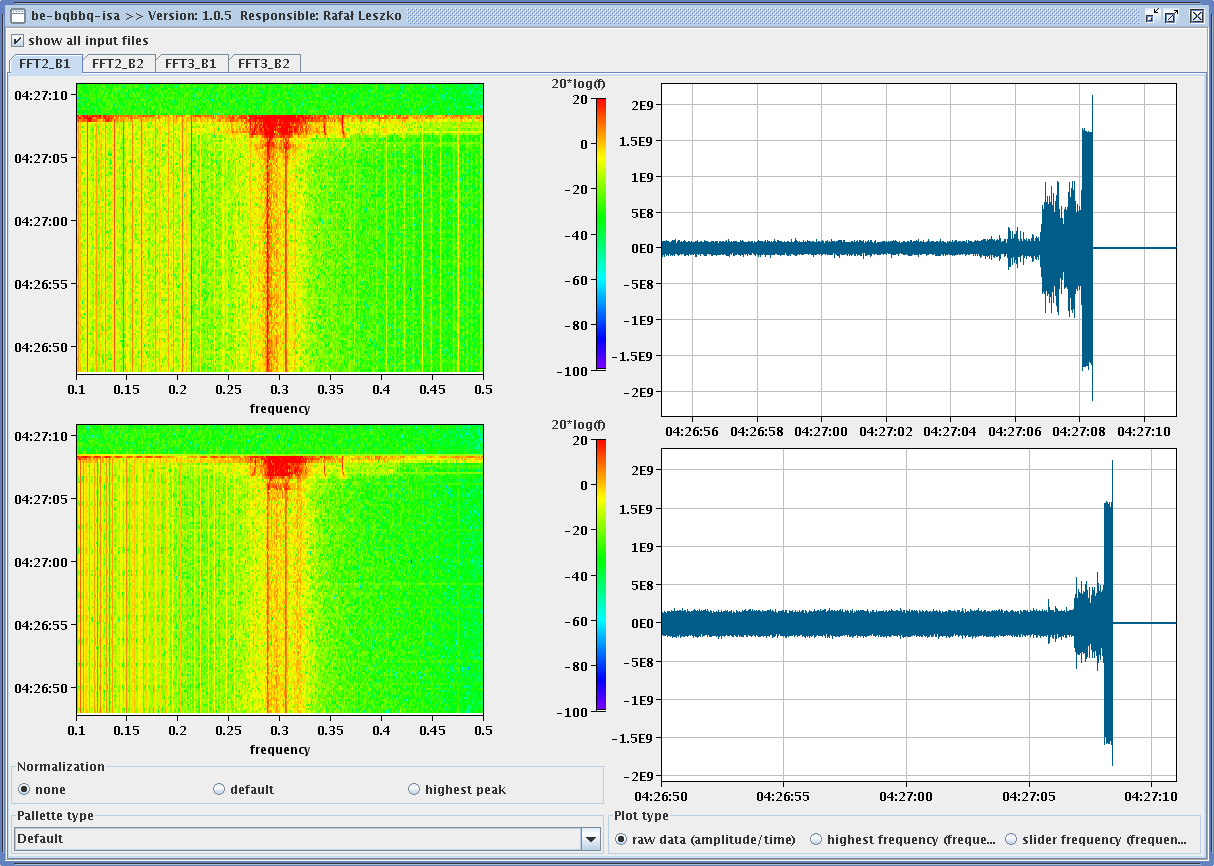 be-bqbbq-isa >> Version: 1.0.5  Responsible: Rafał Leszko
show all input files
FFT2_B1 FFT2_B2 FFT3_B1 FFT3_B2
04:27:10
04:27:05
04:27:00
04:26:55
04:26:50
0.1 0.15 0.2 0.25 0.3 0.35 0.4 0.45 0.5
frequency
20*log(f)
20
0
-20
-40
-60
-80
-100
2E9
1.5E9
1E9
5E8
0E0
-5E8
-1E9
-1.5E9
-2E9
04:26:56 04:26:58 04:27:00 04:27:02 04:27:04 04:27:06 04:27:08 04:27:10
04:27:10
04:27:05
04:27:00
04:26:55
04:26:50
0.1 0.15 0.2 0.25 0.3 0.35 0.4 0.45 0.5
frequency
20*log(f)
20
0
-20
-40
-60
-80
-100
2E9
1.5E9
1E9
5E8
0E0
-5E8
-1E9
-1.5E9
-2E9
04:26:50 04:26:55 04:27:00 04:27:05 04:27:10
Normalization
none default highest peak
Pallette type
Default
Plot type
raw data (amplitude/time) highest frequency (freque... slider frequency (frequen...